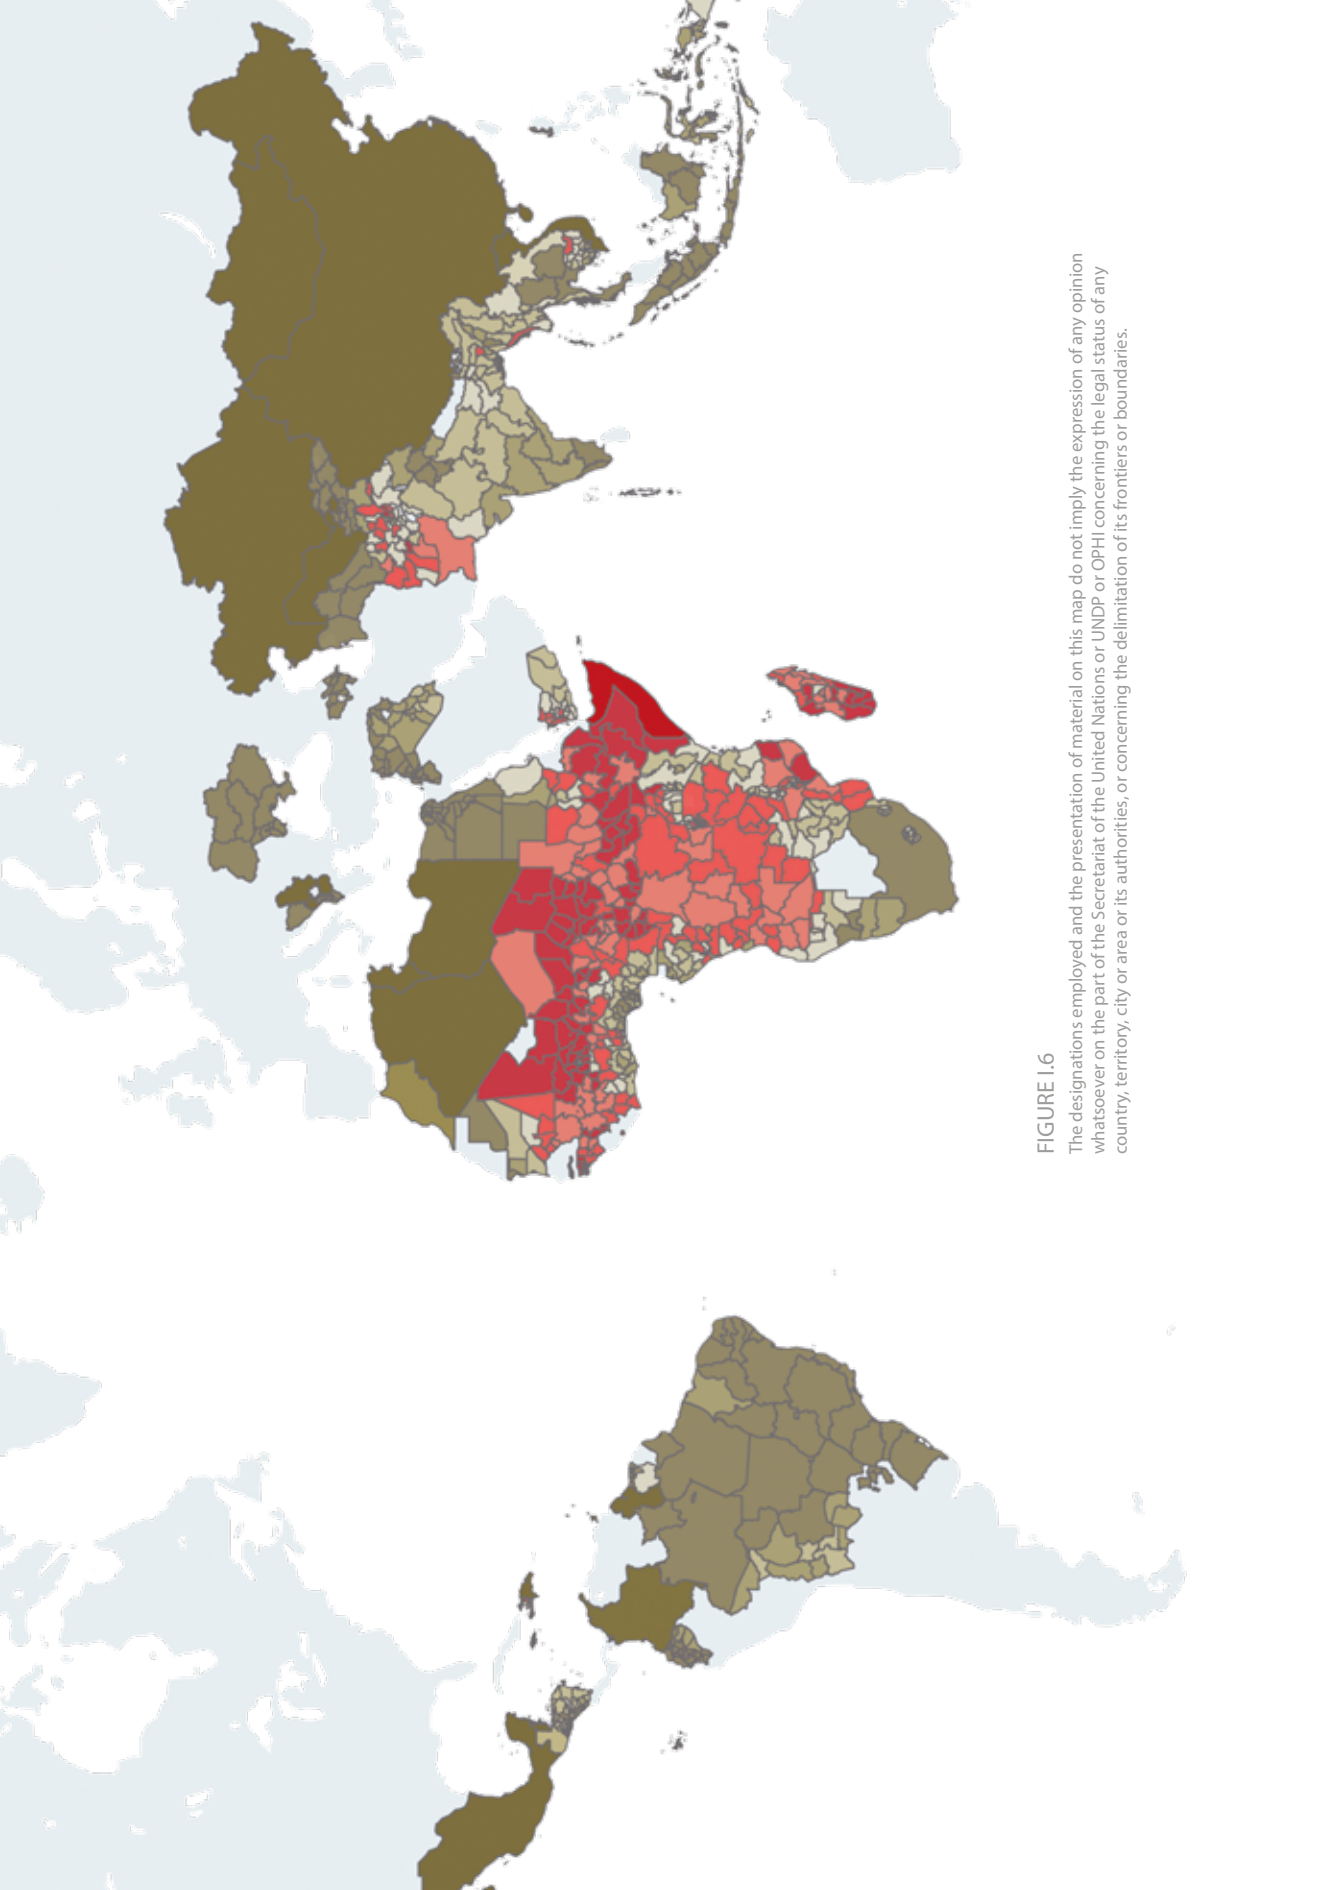 FIGURE I.6
The designations employed and the presentation of material on this map do not imply the expression of any opinion
whatsoever on the part of the Secretariat of the United Nations or UNDP or OPHI concerning the legal status of any
country, territory, city or area or its authorities, or concerning the delimitation of its frontiers or boundaries.